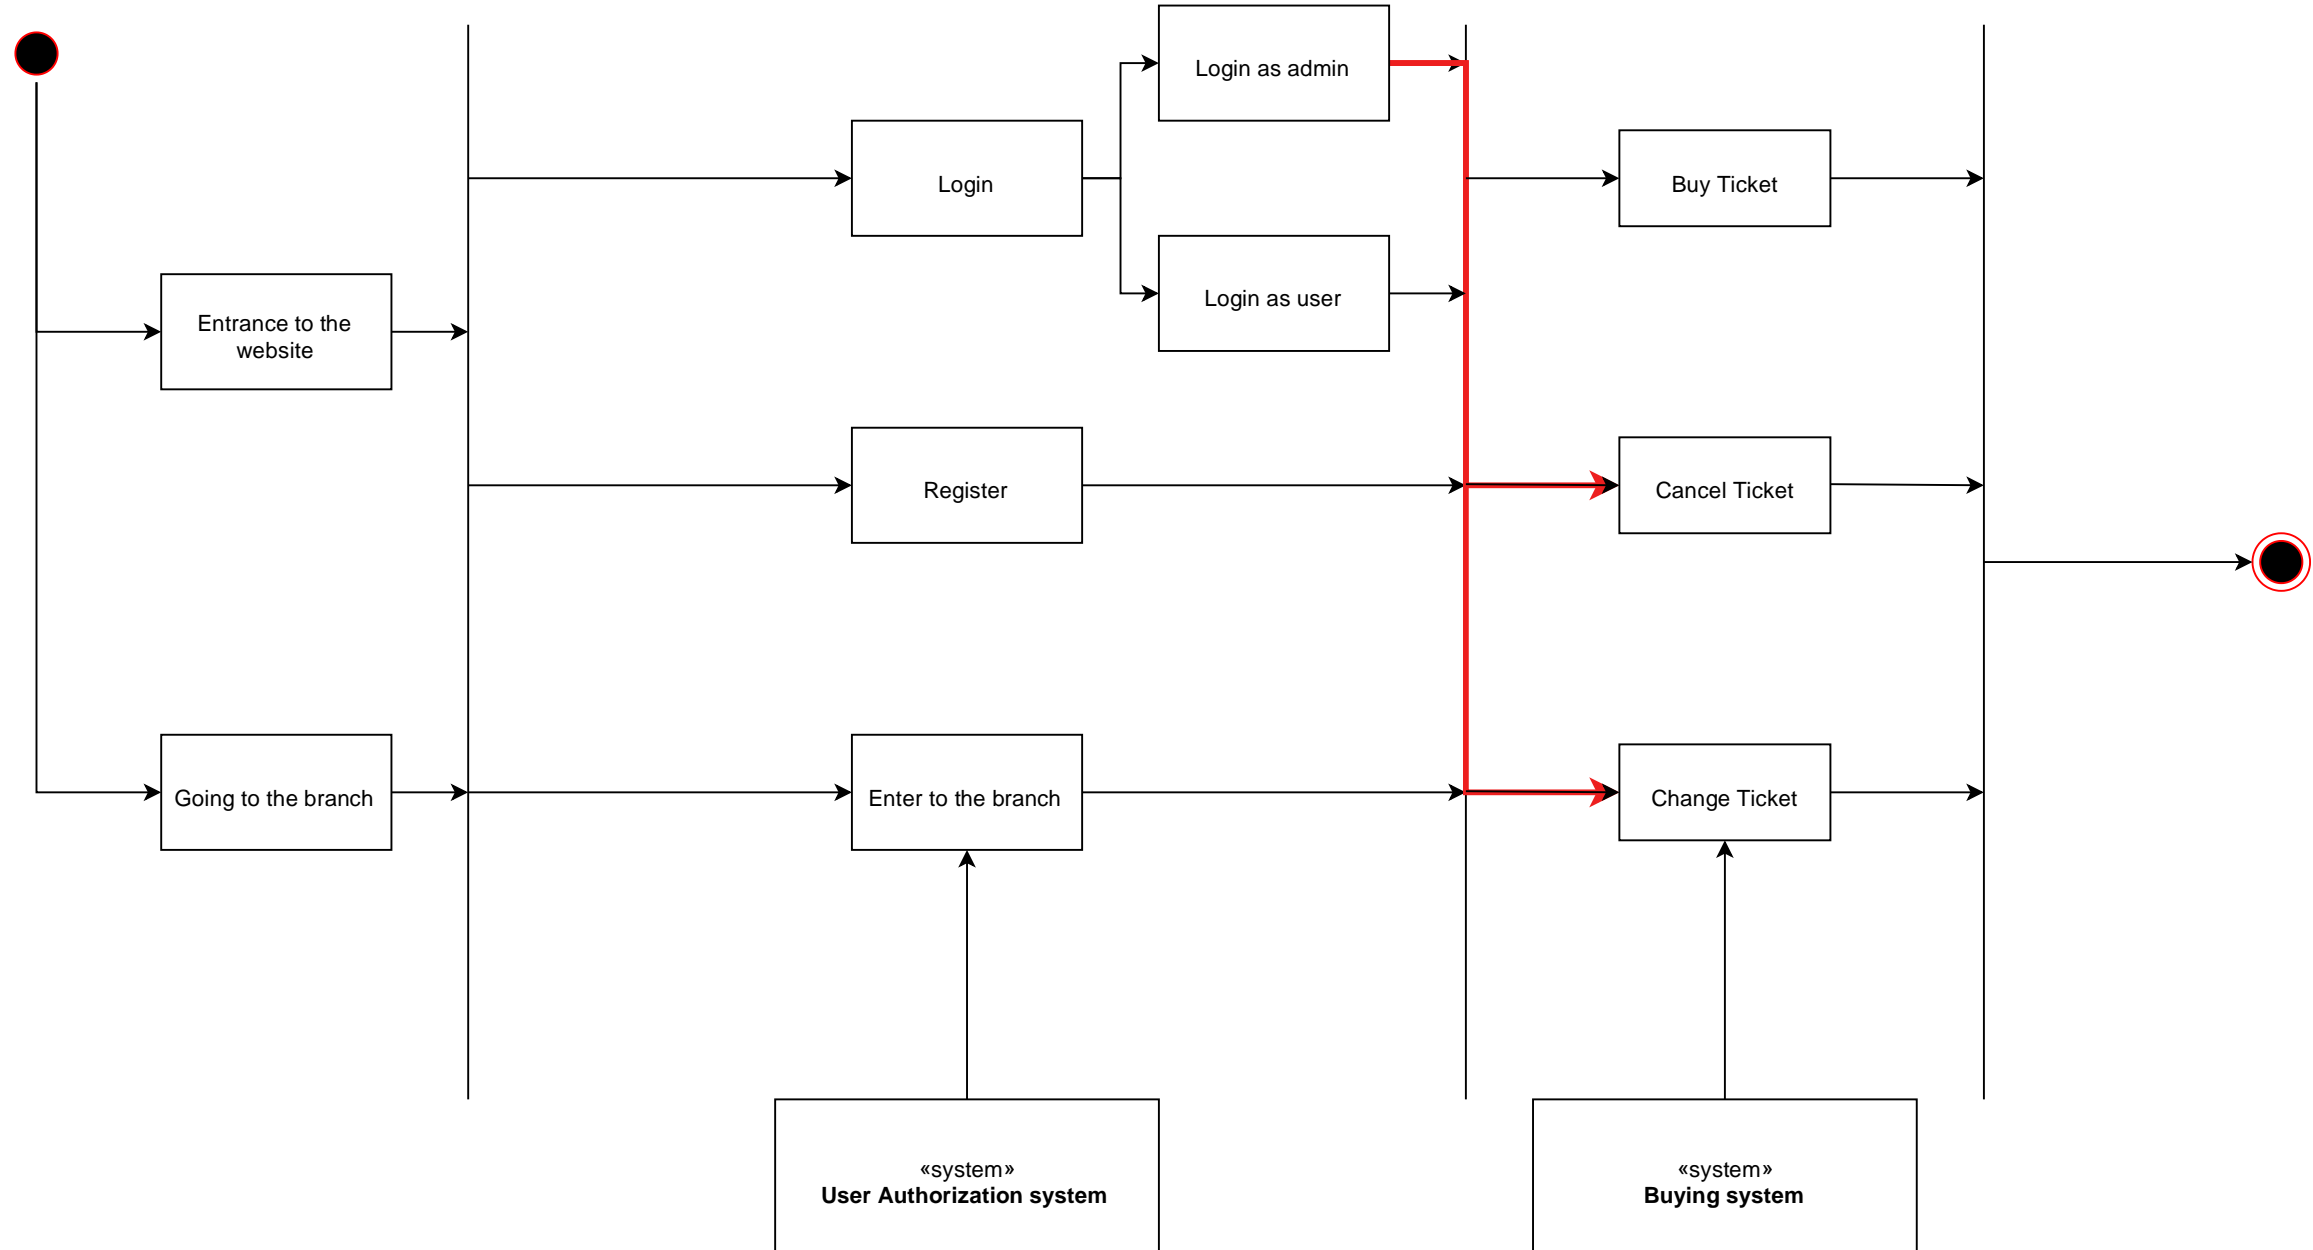 Login as admin
Login
Buy Ticket
Login as user
Entrance to the
website
Register
Cancel Ticket
Going to the branch
Enter to the branch
Change Ticket
«system»
User Authorization system
«system»
Buying system